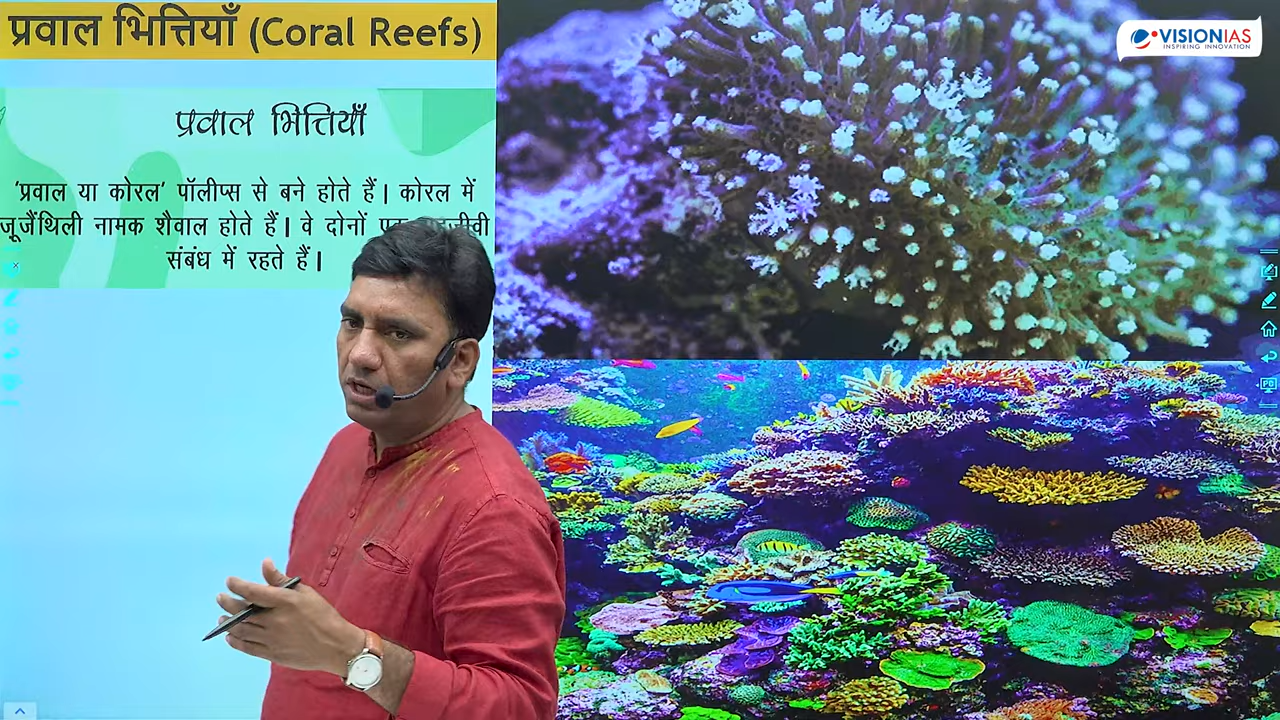 प्रवाल भित्तियाँ (Coral Reefs)
VISIONIAS
INSPIRING INNOVATION
प्रवाल भित्तियाँ
'प्रवाल या कोरल' पॉलीप्स से बने होते हैं। कोरल में
जूजैंथिली नामक शैवाल होते हैं। वे दोनों
संबंध में रहते हैं।